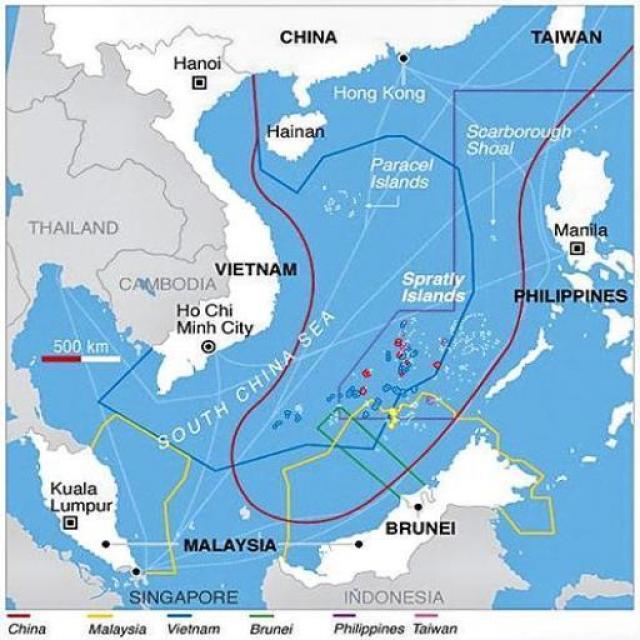 CHINA
TAIWAN
Hanoi
Hong Kong
Hainan
Scarborough
Shoal
Paracel
Islands
THAILAND
Manila
VIETNAM
CAMBODIA
Spratly
Islands
PHILIPPINES
Ho Chi
Minh City
500 km
SOUTH CHINA SEA
Kuala
Lumpur
BRUNEI
MALAYSIA
SINGAPORE
INDONESIA
China
Malaysia
Vietnam
Brunei
Philippines
Taiwan